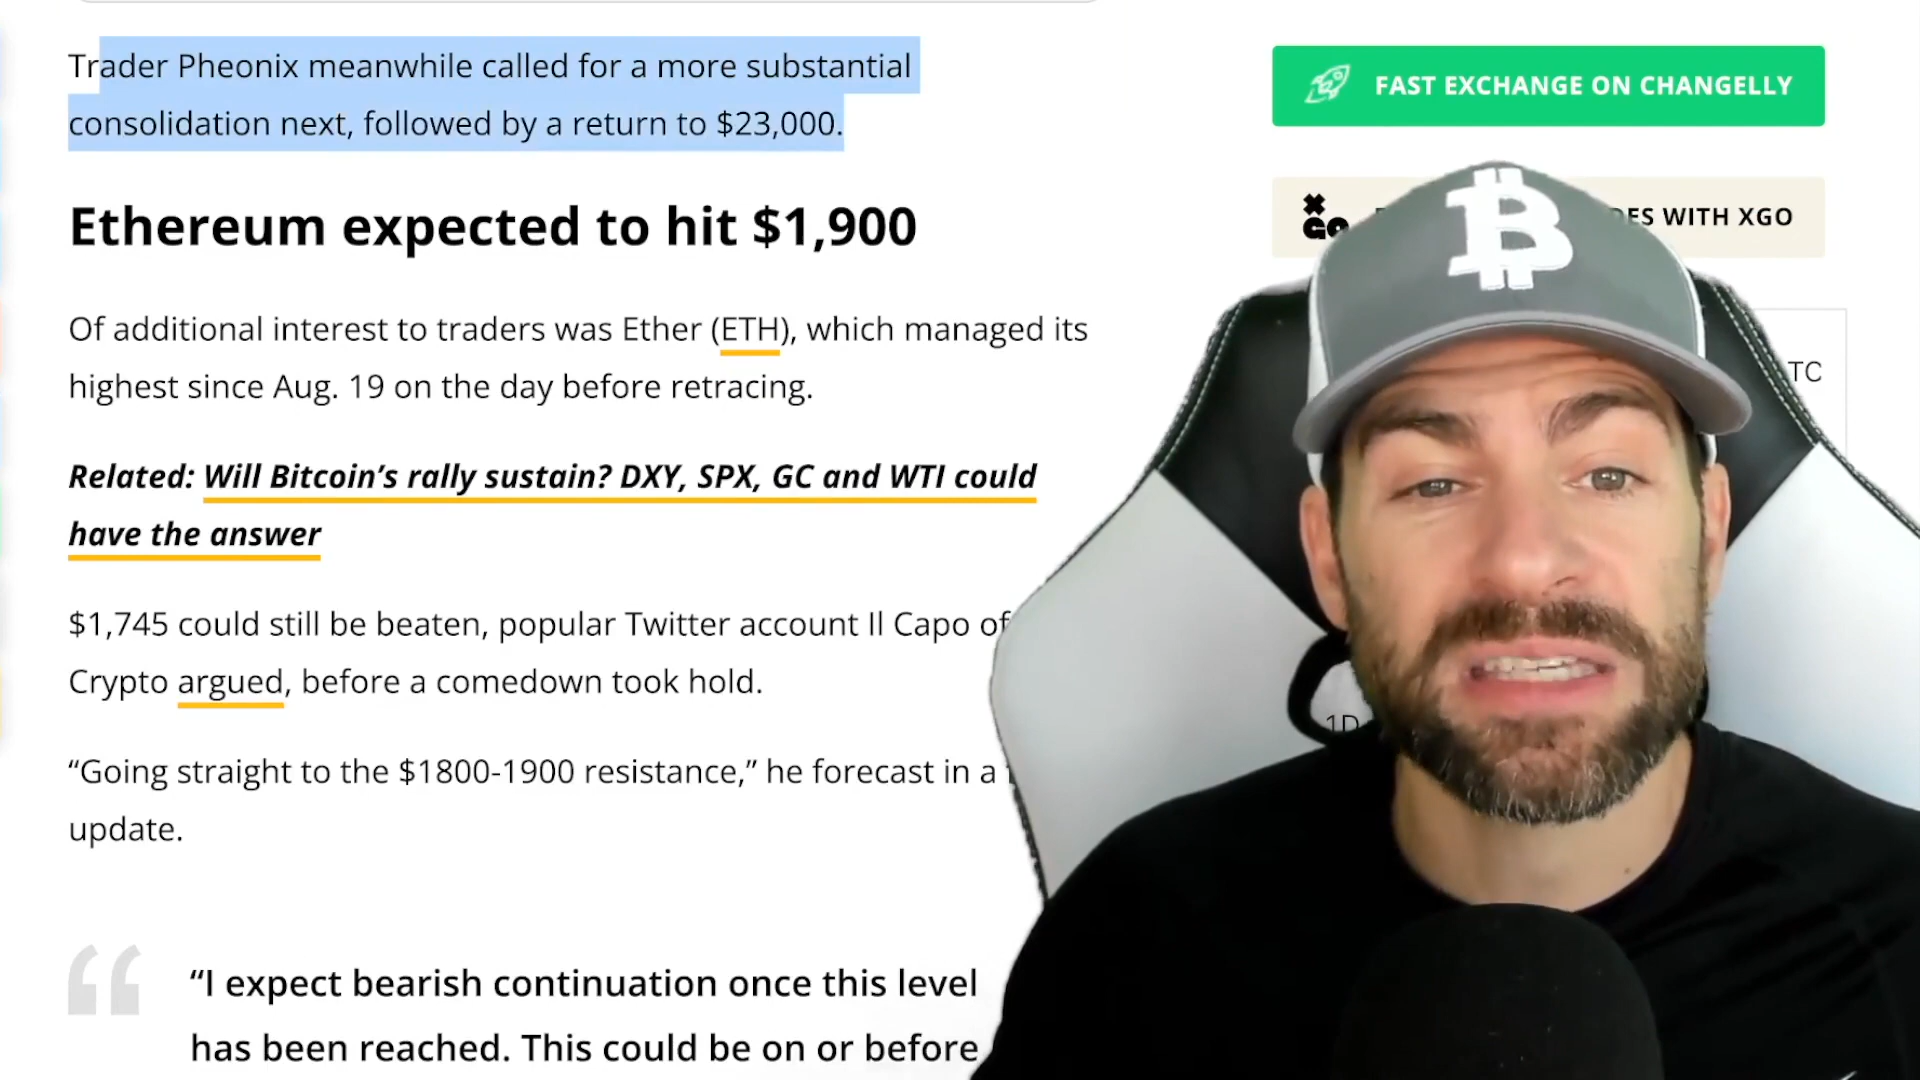 Trader Pheonix meanwhile called for a more substantial
consolidation next, followed by a return to $23,000.
FAST EXCHANGE ON CHANGELLY
WITH XGO
Ethereum expected to hit $1,900
Of additional interest to traders was Ether (ETH), which managed its
highest since Aug. 19 on the day before retracing.
TC
Related: Will Bitcoin’s rally sustain? DXY, SPX, GC and WTI could
have the answer
$1,745 could still be beaten, popular Twitter account Il Capo of
Crypto argued, before a comedown took hold.
1D
“Going straight to the $1800-1900 resistance,” he forecast in a
update.
“I expect bearish continuation once this level
has been reached. This could be on or before